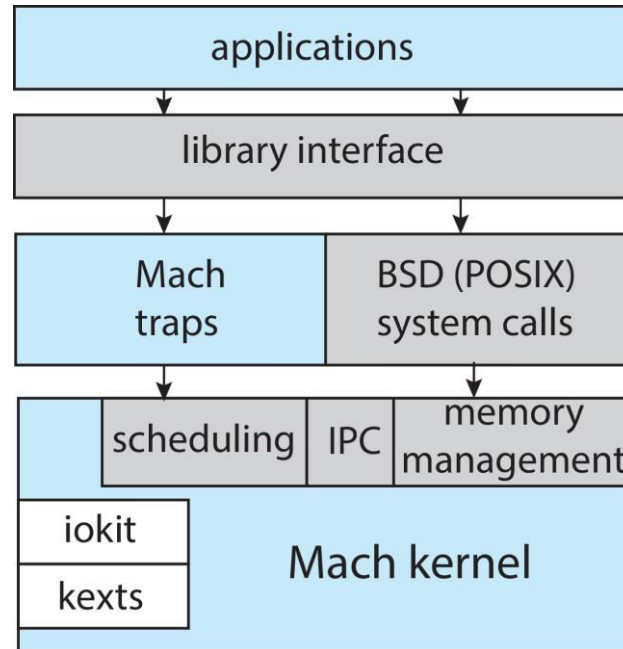 applications
library interface
Mach
traps
BSD (POSIX)
system calls
scheduling
IPC
memory
management
iokit
kexts
Mach kernel